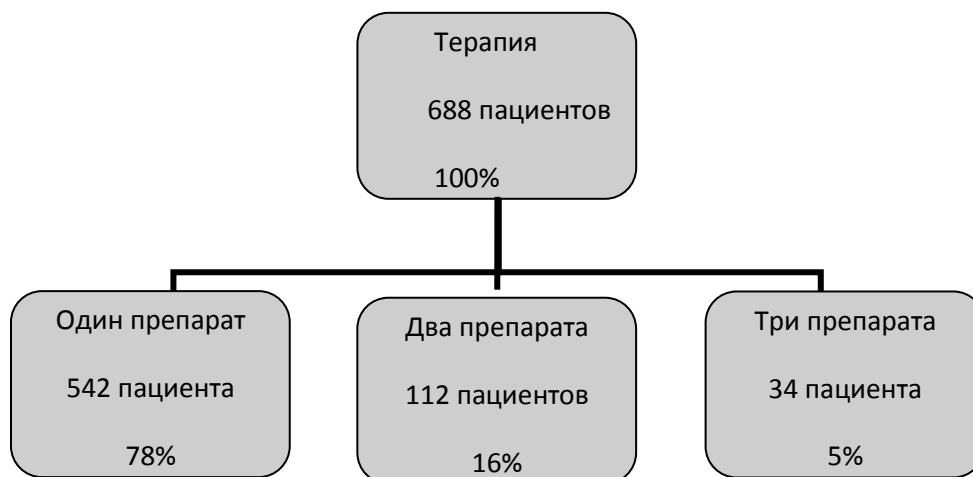 Терапия
688 пациентов
100%
Один препарат
542 пациента
78%
Два препарата
112 пациентов
16%
Три препарата
34 пациента
5%